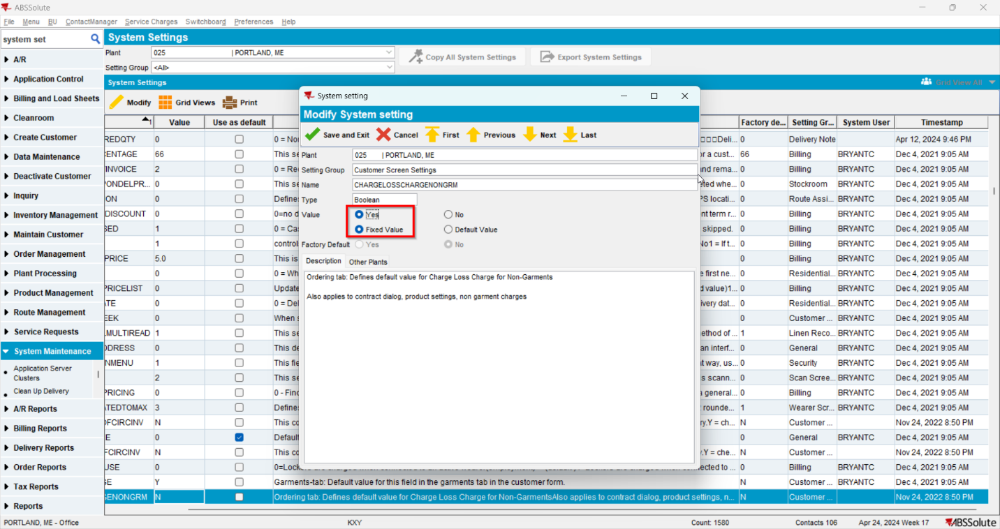 ABSSolute
File Menu BU ContactManager Service Charges Switchboard Preferences Help
system set
System Settings
Plant 025 | PORTLAND, ME
Setting Group <All>
Copy All System Settings Export System Settings
System Settings Grid View All
Modify Grid Views Print
1 Value Use as default Factory de... Setting Gr... System User Timestamp
A/R
Application Control
Billing and Load Sheets
Cleanroom
Create Customer
Data Maintenance
Deactivate Customer
Inquiry
Inventory Management
Maintain Customer
Order Management
Plant Processing
Product Management
Route Management
Service Requests
System Maintenance
Application Server
Clusters
Clean Up Delivery
A/R Reports
Billing Reports
Delivery Reports
Order Reports
Tax Reports
Reports
REDQTY 0 0 = No Deli... 0 Delivery Note Apr 12, 2024 9:46 PM
ENTAGE 66 This se or a cust... 66 Billing BRYANTC Dec 4, 2021 9:05 AM
INVOICE 2 0 = Re and rema... 0 Billing BRYANTC Dec 4, 2021 9:05 AM
ONDELPR... 0 This se ted whe... 0 Stockroom BRYANTC Dec 4, 2021 9:05 AM
ON 0 Define PS locati... 0 Route Assi... BRYANTC Dec 4, 2021 9:05 AM
DISCOUNT 0 0=no d nt term r... 0 Billing BRYANTC Dec 4, 2021 9:05 AM
SED 1 0 = Ca skipped. 0 Billing BRYANTC Dec 4, 2021 9:05 AM
1 control No1 = If t... 0 Billing BRYANTC Dec 4, 2021 9:05 AM
PRICE 5.0 This is 0 Billing BRYANTC Dec 4, 2021 9:05 AM
0 0 = Wh e first ne... 0 Residential... BRYANTC Dec 4, 2021 9:05 AM
PRICELIST 0 Update d value)1... 0 Billing BRYANTC Dec 4, 2021 9:05 AM
TE 0 0 = Del ivery dat... 0 Residential... BRYANTC Dec 4, 2021 9:05 AM
EEK 0 When s 0 Customer ... BRYANTC Dec 4, 2021 9:05 AM
MULTIREAD 1 This se ethod of ... 1 Linen Reco... BRYANTC Dec 4, 2021 9:05 AM
DRESS 0 This de an interf... 0 General BRYANTC Dec 4, 2021 9:05 AM
NMENU 1 This fie t way, us... 0 Security BRYANTC Dec 4, 2021 9:05 AM
2 This se s scann... 0 Scan Scree... BRYANTC Dec 4, 2021 9:05 AM
PRICING 0 0 - Fin a general... 0 Billing BRYANTC Dec 4, 2021 9:05 AM
TEDTOMAX 3 Define rounde... 1 Wearer Scr... BRYANTC Dec 4, 2021 9:05 AM
OFCIRCINV N This co ry.Y = ch... N Customer ... Nov 24, 2022 8:50 PM
E 0 Default 0 General BRYANTC Dec 4, 2021 9:05 AM
FCIRCINV N This co .Y = che... N Customer ... Nov 24, 2022 8:50 PM
USE 0 0=Lock nected to ... 0 Billing BRYANTC Dec 4, 2021 9:05 AM
GE Y Garments-tab: Default value for this field in the garments tab in the customer form. N Customer ... BRYANTC Dec 4, 2021 9:05 AM
GENONGRM N Ordering tab: Defines default value for Charge Loss Charge for Non-GarmentsAlso applies to contract dialog, product settings, n... N Customer ... Nov 24, 2022 8:50 PM
System setting
Modify System setting
Save and Exit Cancel First Previous Next Last
Plant 025 | PORTLAND, ME
Setting Group Customer Screen Settings
Name CHARGELOSSCHARGENONGRM
Type Boolean
Value Yes No
Fixed Value Default Value
Factory Default Yes No
Description Other Plants
Ordering tab: Defines default value for Charge Loss Charge for Non-Garments
Also applies to contract dialog, product settings, non garment charges
PORTLAND, ME - Office KXY Count: 1580 Contacts 106 Apr 24, 2024 Week 17 ABSSolute